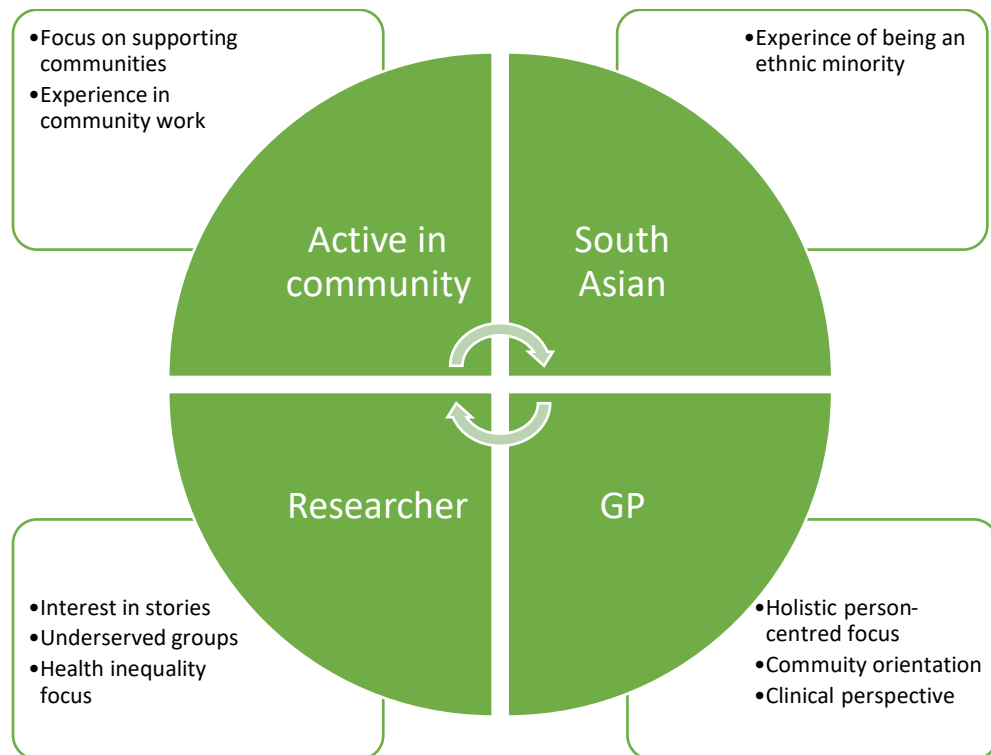 •Focus on supporting
communities
•Experience in
community work
•Experince of being an
ethnic minority
Active in
community
South
Asian
Researcher
GP
•Interest in stories
•Underserved groups
•Health inequality
focus
•Holistic person-
centred focus
•Commuity orientation
•Clinical perspective